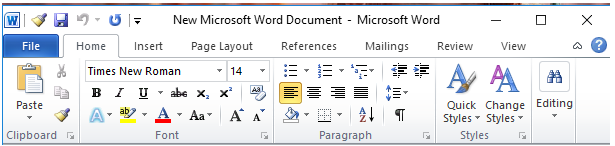 New Microsoft Word Document - Microsoft Word
File Home Insert Page Layout References Mailings Review View
Times New Roman 14
Paste
B I U abc x₂ x² Aa
A A Aa A A
Quick Styles
Change Styles
Editing
Clipboard Font Paragraph Styles